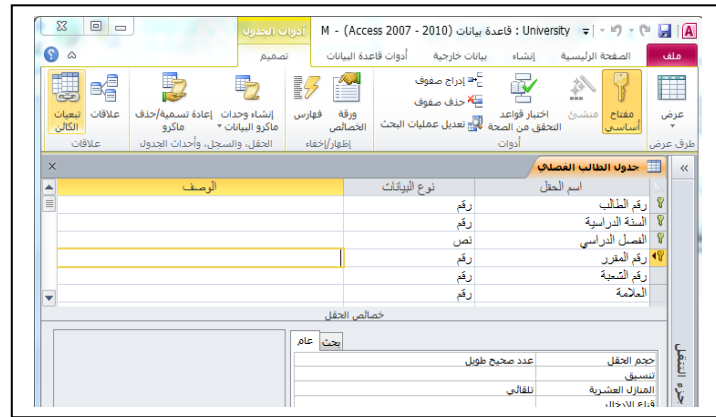 University : قاعدة بيانات (Access 2007 - 2010) - M
أدوات الجدول
ملف
الصفحة الرئيسية
إنشاء
بيانات خارجية
أدوات قاعدة البيانات
تصميم
عرض
مفتاح أساسي
منشئ
اختبار قواعد التحقق من الصحة
إدراج صفوف
حذف صفوف
تعديل عمليات البحث
ورقة الخصائص
فهارس
إنشاء وحدات ماكرو البيانات
إعادة تسمية/حذف ماكرو
علاقات
تبعيات الكائن
طرق عرض
أدوات
إظهار/إخفاء
الحقل، والسجل، وأحداث الجدول
علاقات
جدول الطالب الفصلي
اسم الحقل نوع البيانات الوصف
رقم الطالب رقم
السنة الدراسية رقم
الفصل الدراسي نص
رقم المقرر رقم
رقم الشعبة رقم
العلامة رقم
خصائص الحقل
عام بحث
حجم الحقل عدد صحيح طويل
تنسيق
المنازل العشرية تلقائي
قناع الإدخال
جزء التنقل